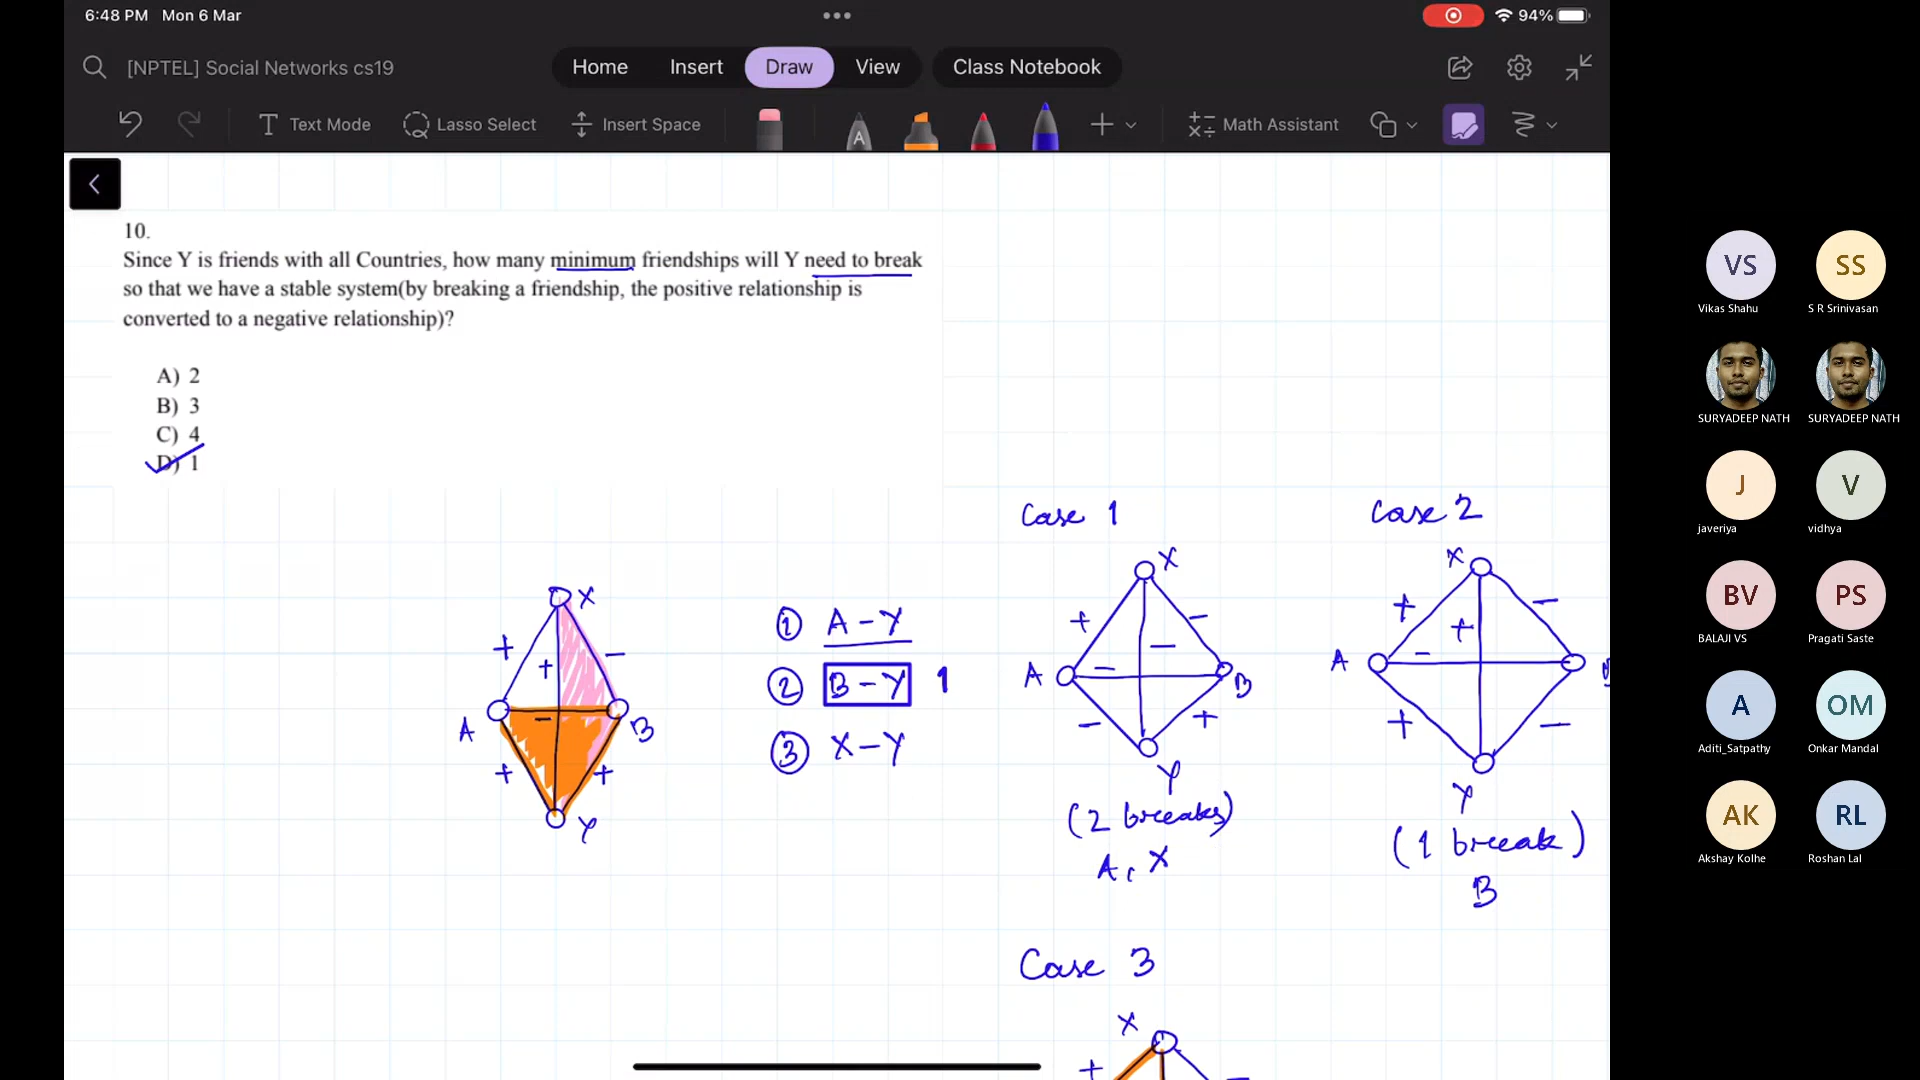 6:48 PM Mon 6 Mar
94%
[NPTEL] Social Networks cs19
Home Insert Draw View Class Notebook
Text Mode Lasso Select Insert Space A Math Assistant
10.
Since Y is friends with all Countries, how many minimum friendships will Y need to break
so that we have a stable system(by breaking a friendship, the positive relationship is
converted to a negative relationship)?
A) 2
B) 3
C) 4
D) 1
X
+ + −
A − B
+ +
Y
① A − Y
② B − Y 1
③ X − Y
Case 1
X
+ − −
A − B
− +
Y
(2 breaks)
A, X
Case 2
X
+ + −
A − B
+ −
Y
(1 break)
B
Case 3
X
+ −
VS SS
Vikas Shahu S R Srinivasan
SURYADEEP NATH SURYADEEP NATH
J V
javeriya vidhya
BV PS
BALAJI VS Pragati Saste
A OM
Aditi_Satpathy Onkar Mandal
AK RL
Akshay Kolhe Roshan Lal